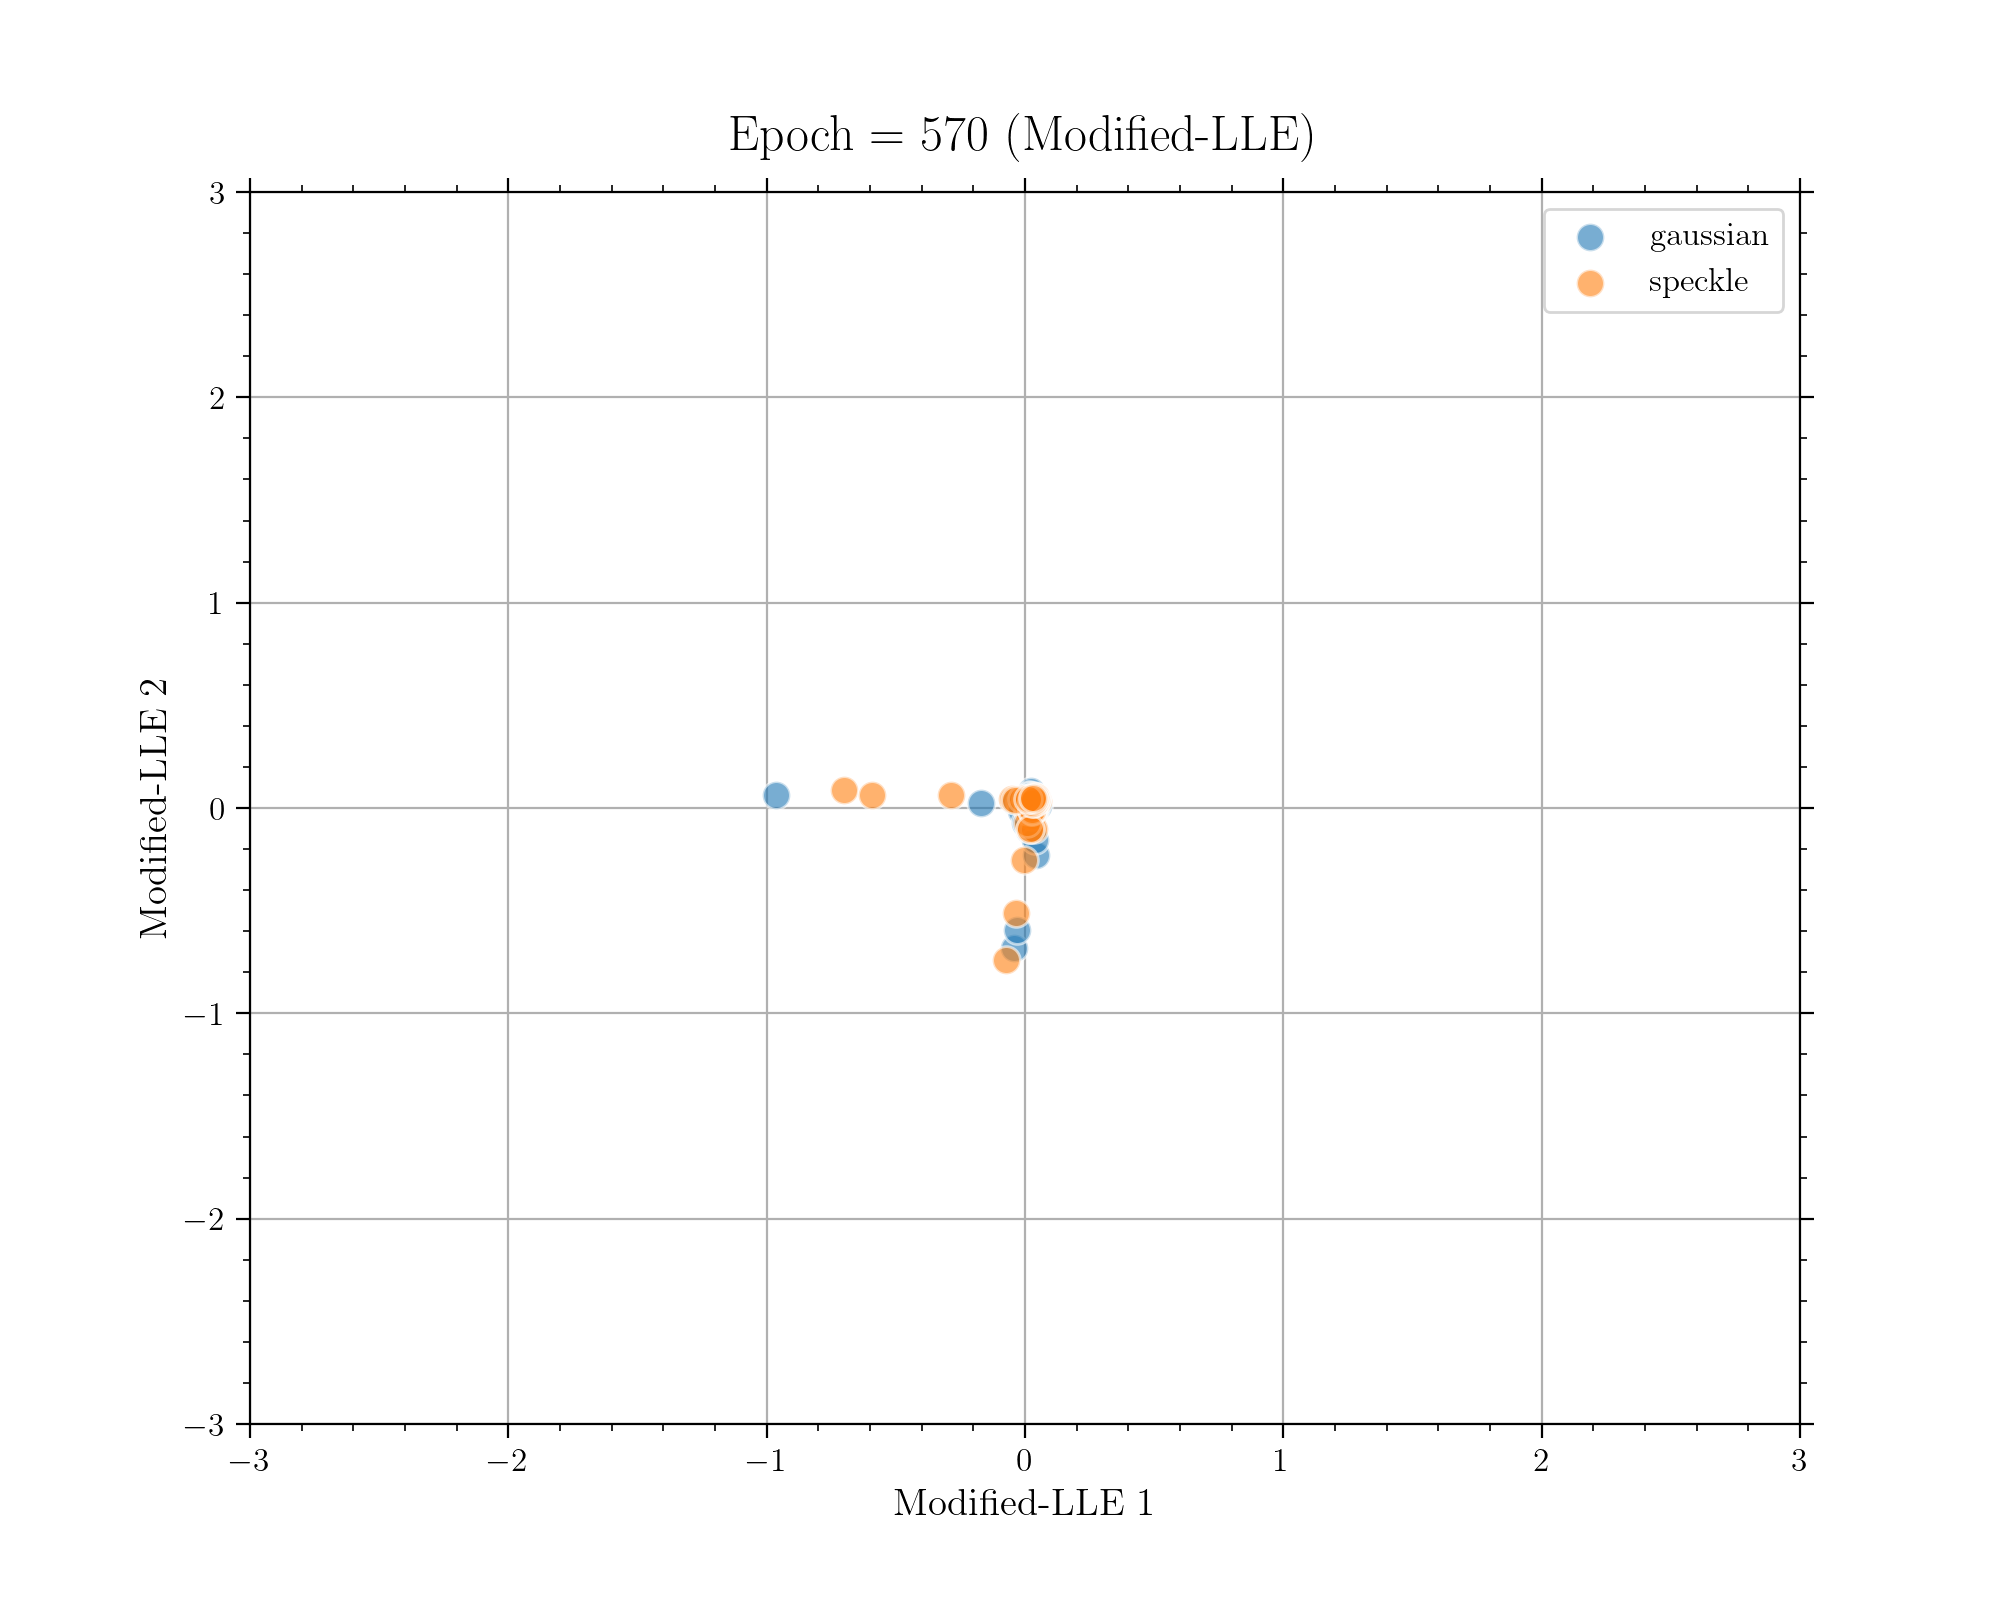 Epoch = 570 (Modified-LLE)
gaussian
speckle
3
2
1
0
−1
−2
−3
Modified-LLE 2
−3 −2 −1 0 1 2 3
Modified-LLE 1